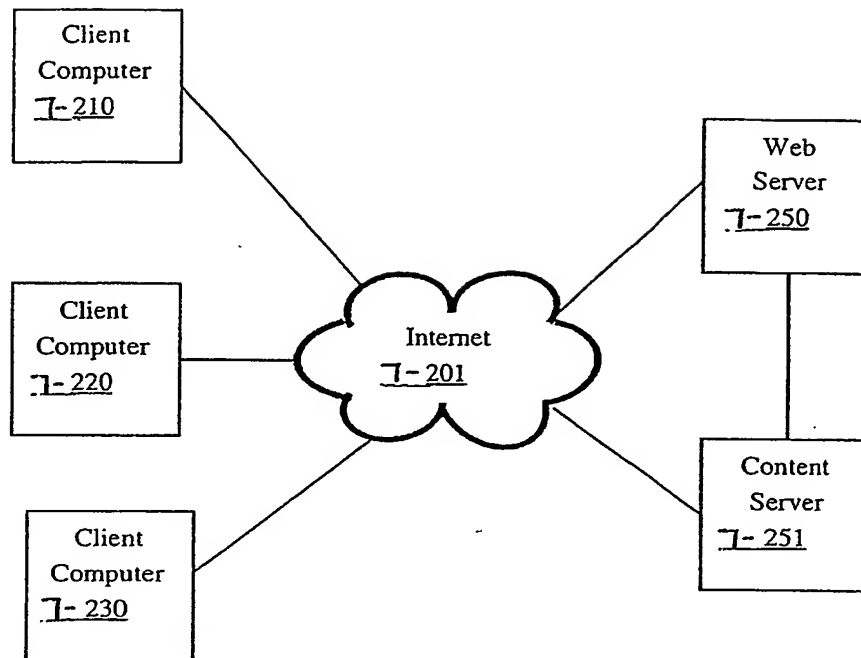 Client
Computer
7-210
Web
Server
7-250
Client
Computer
7-220
Internet
7-201
Content
Server
7-251
Client
Computer
7-230